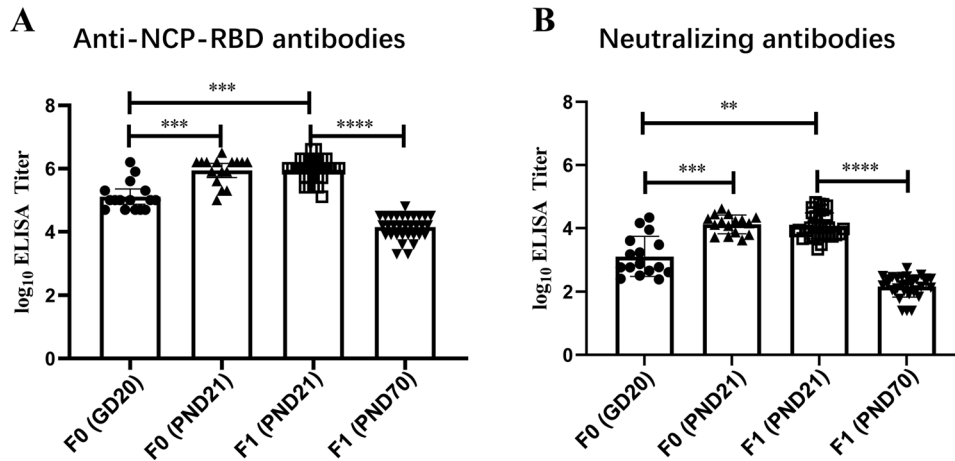 A
Anti-NCP-RBD antibodies
***
***
****
log10 ELISA Titer
8
6
4
2
0
F0 (GD20)
F0 (PND21)
F1 (PND21)
F1 (PND70)
B
Neutralizing antibodies
**
***
****
log10 ELISA Titer
8
6
4
2
0
F0 (GD20)
F0 (PND21)
F1 (PND21)
F1 (PND70)